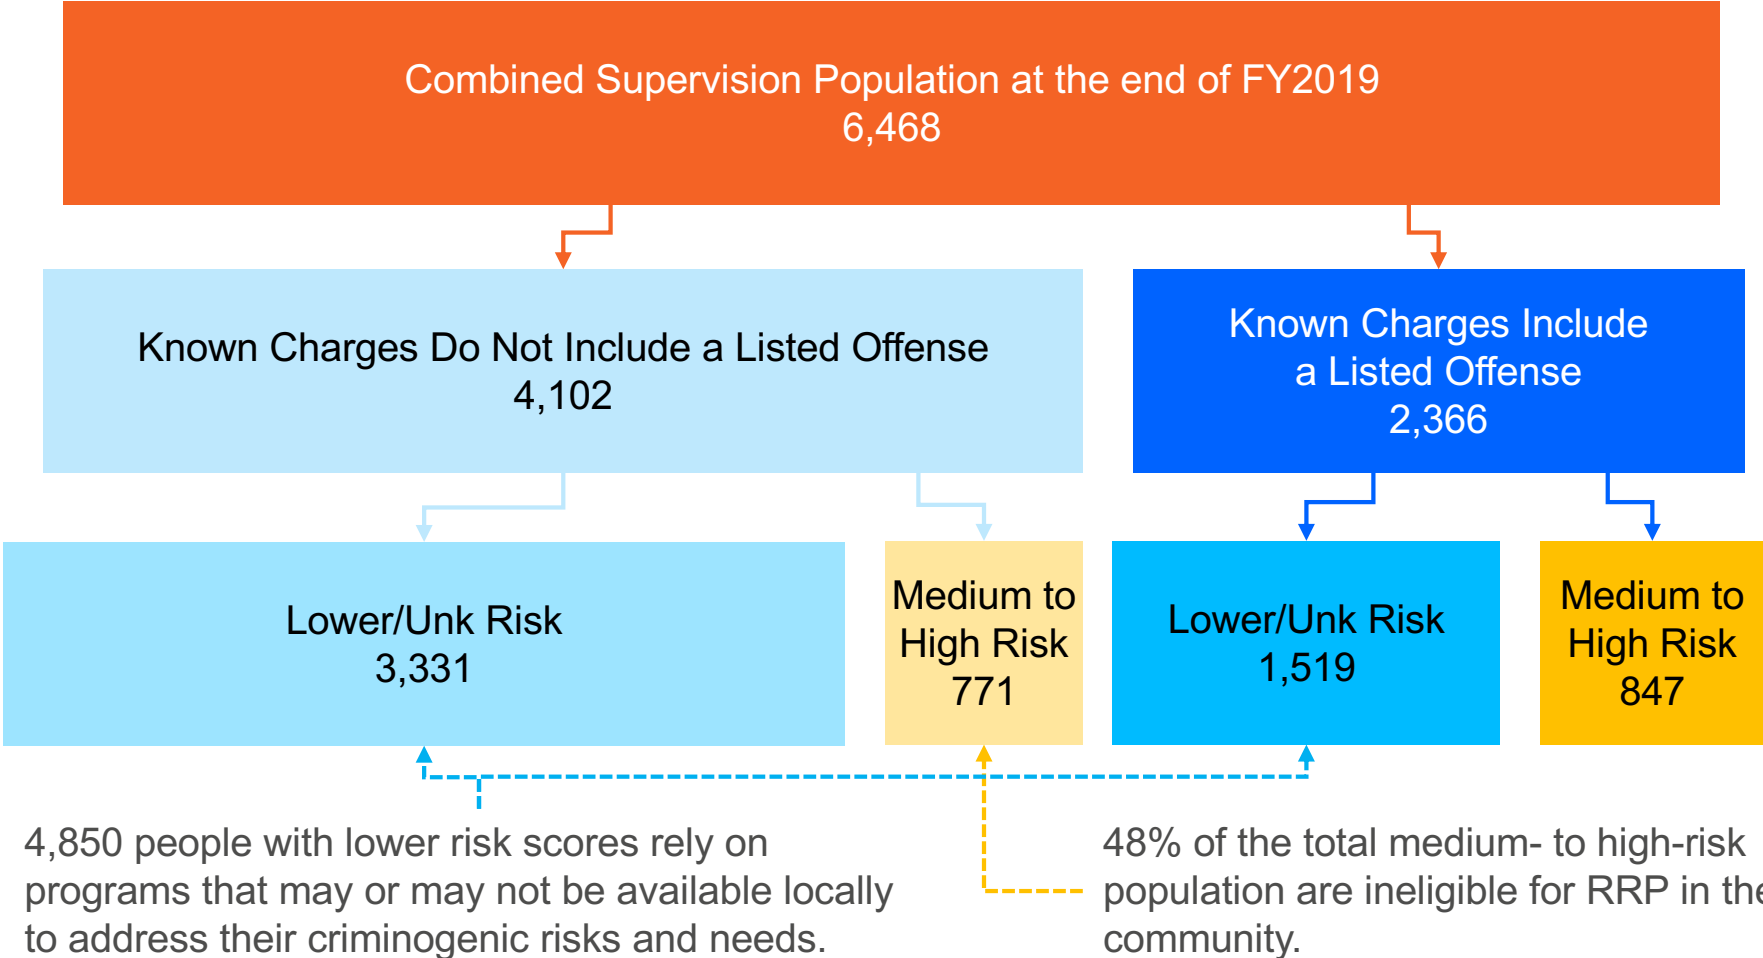 Combined Supervision Population at the end of FY2019
6,468
Known Charges Do Not Include a Listed Offense
4,102
Known Charges Include
a Listed Offense
2,366
Lower/Unk Risk
3,331
Medium to
High Risk
771
Lower/Unk Risk
1,519
Medium to
High Risk
847
4,850 people with lower risk scores rely on
programs that may or may not be available locally
to address their criminogenic risks and needs.
48% of the total medium- to high-risk
population are ineligible for RRP in the
community.